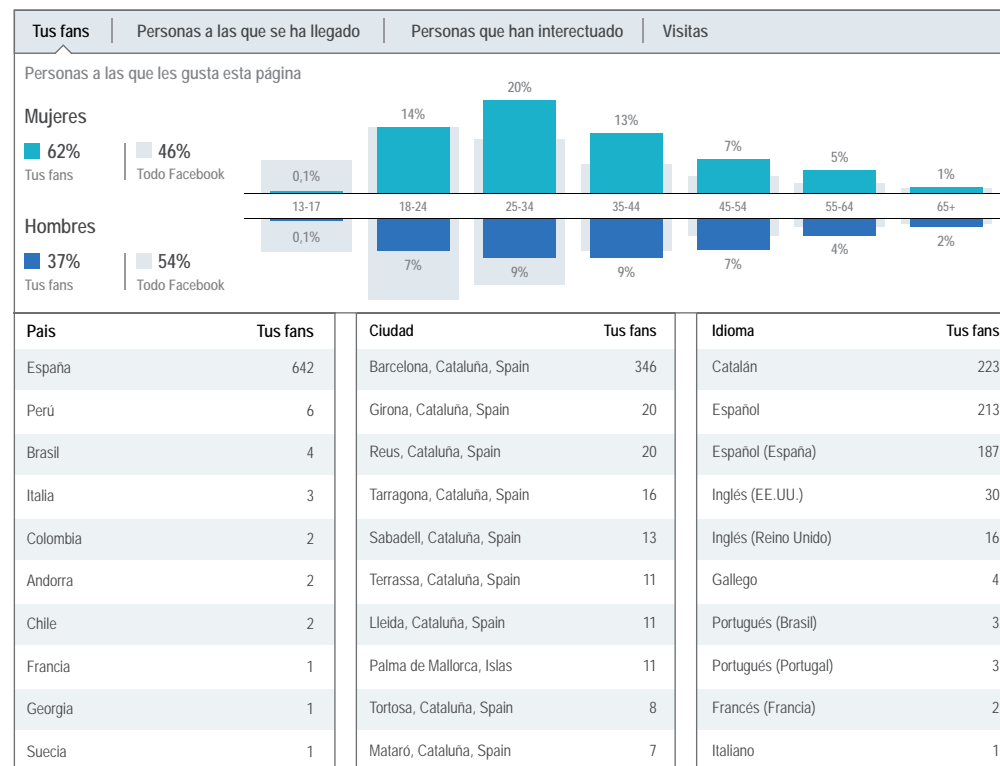 Tus fans | Personas a las que se ha llegado | Personas que han interectuado | Visitas
Personas a las que les gusta esta página
Mujeres
62% 46%
Tus fans Todo Facebook
Hombres
37% 54%
Tus fans Todo Facebook
0,1% 14% 20% 13% 7% 5% 1%
13-17 18-24 25-34 35-44 45-54 55-64 65+
0,1% 7% 9% 9% 7% 4% 2%
Pais Tus fans
España 642
Perú 6
Brasil 4
Italia 3
Colombia 2
Andorra 2
Chile 2
Francia 1
Georgia 1
Suecia 1
Ciudad Tus fans
Barcelona, Cataluña, Spain 346
Girona, Cataluña, Spain 20
Reus, Cataluña, Spain 20
Tarragona, Cataluña, Spain 16
Sabadell, Cataluña, Spain 13
Terrassa, Cataluña, Spain 11
Lleida, Cataluña, Spain 11
Palma de Mallorca, Islas 11
Tortosa, Cataluña, Spain 8
Mataró, Cataluña, Spain 7
Idioma Tus fans
Catalán 223
Español 213
Español (España) 187
Inglés (EE.UU.) 30
Inglés (Reino Unido) 16
Gallego 4
Portugués (Brasil) 3
Portugués (Portugal) 3
Francés (Francia) 2
Italiano 1